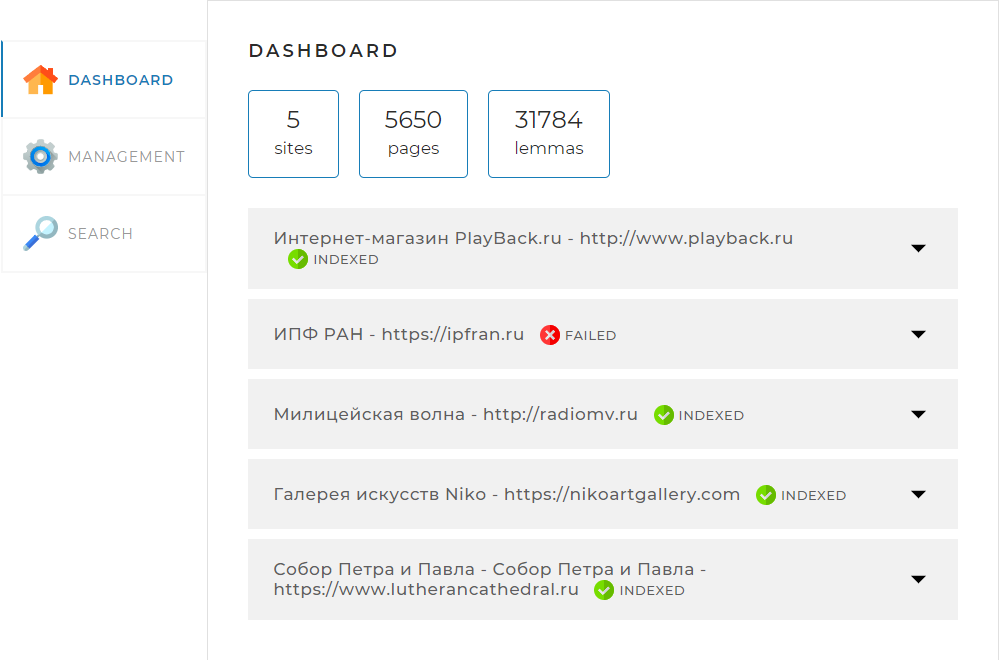 DASHBOARD
MANAGEMENT
SEARCH
DASHBOARD
5
sites
5650
pages
31784
lemmas
Интернет-магазин PlayBack.ru - http://www.playback.ru
INDEXED
ИПФ РАН - https://ipfran.ru FAILED
Милицейская волна - http://radiomv.ru INDEXED
Галерея искусств Niko - https://nikoartgallery.com INDEXED
Собор Петра и Павла - Собор Петра и Павла -
https://www.lutherancathedral.ru INDEXED